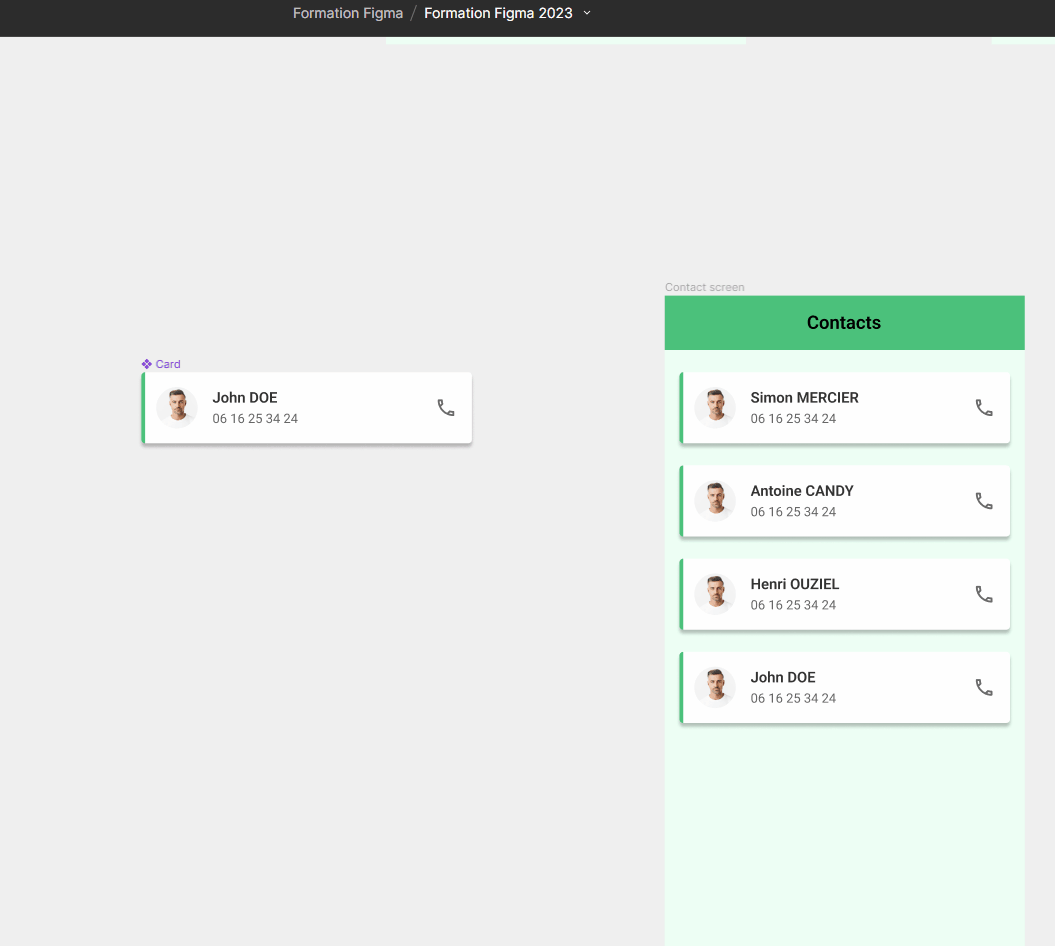 Formation Figma / Formation Figma 2023
Contact screen
Contacts
Card
John DOE
06 16 25 34 24
Simon MERCIER
06 16 25 34 24
Antoine CANDY
06 16 25 34 24
Henri OUZIEL
06 16 25 34 24
John DOE
06 16 25 34 24